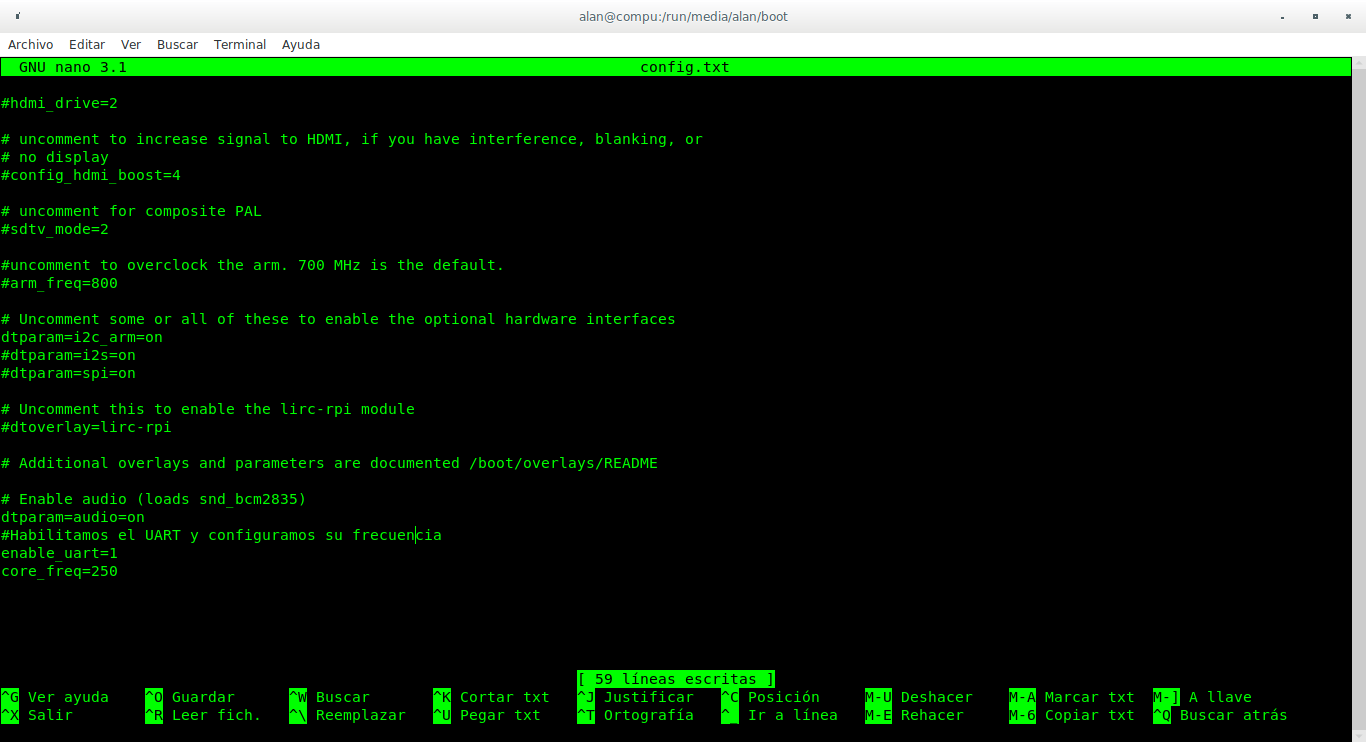 alan@compu:/run/media/alan/boot
Archivo Editar Ver Buscar Terminal Ayuda
GNU nano 3.1 config.txt
#hdmi_drive=2
# uncomment to increase signal to HDMI, if you have interference, blanking, or
# no display
#config_hdmi_boost=4
# uncomment for composite PAL
#sdtv_mode=2
#uncomment to overclock the arm. 700 MHz is the default.
#arm_freq=800
# Uncomment some or all of these to enable the optional hardware interfaces
dtparam=i2c_arm=on
#dtparam=i2s=on
#dtparam=spi=on
# Uncomment this to enable the lirc-rpi module
#dtoverlay=lirc-rpi
# Additional overlays and parameters are documented /boot/overlays/README
# Enable audio (loads snd_bcm2835)
dtparam=audio=on
#Habilitamos el UART y configuramos su frecuencia
enable_uart=1
core_freq=250
[ 59 líneas escritas ]
^G Ver ayuda ^O Guardar ^W Buscar ^K Cortar txt ^J Justificar ^C Posición M-U Deshacer M-A Marcar txt M-] A llave
^X Salir ^R Leer fich. ^\ Reemplazar ^U Pegar txt ^T Ortografía ^_ Ir a línea M-E Rehacer M-6 Copiar txt ^Q Buscar atrás